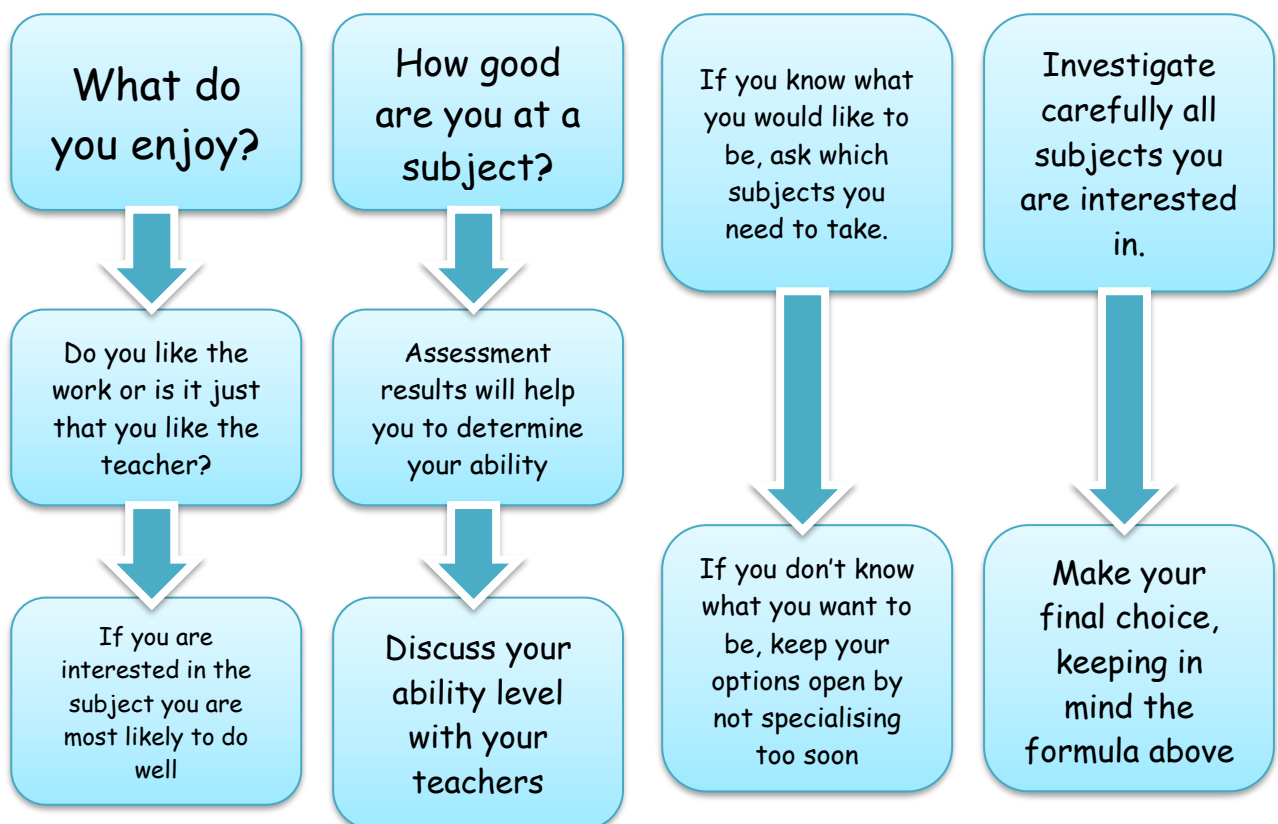 What do
you enjoy?
Do you like the
work or is it just
that you like the
teacher?
If you are
interested in the
subject you are
most likely to do
well
How good
are you at a
subject?
Assessment
results will help
you to determine
your ability
Discuss your
ability level
with your
teachers
If you know what
you would like to
be, ask which
subjects you
need to take.
If you don't know
what you want to
be, keep your
options open by
not specialising
too soon
Investigate
carefully all
subjects you
are interested
in.
Make your
final choice,
keeping in
mind the
formula above